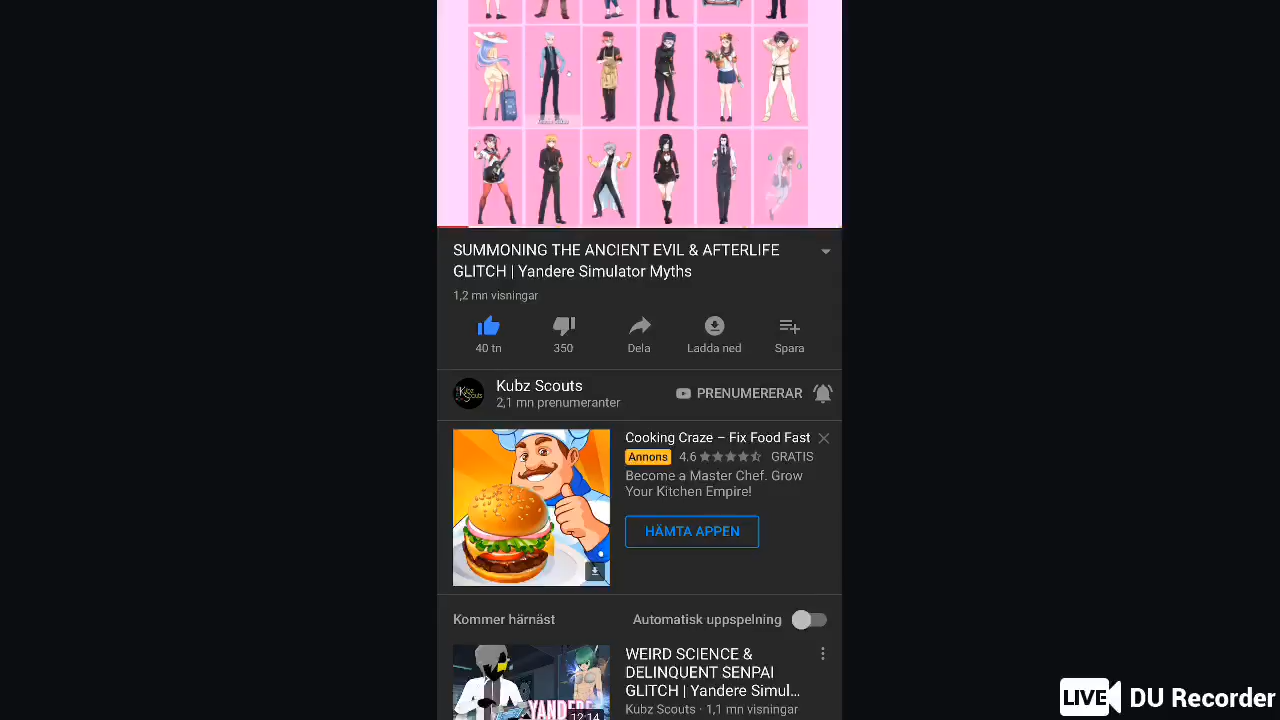 SUMMONING THE ANCIENT EVIL & AFTERLIFE
GLITCH | Yandere Simulator Myths
1,2 mn visningar
40 tn
350
Dela
Ladda ned
Spara
Kubz Scouts
2,1 mn prenumeranter
PRENUMERERAR
Cooking Craze – Fix Food Fast
Annons 4.6 GRATIS
Become a Master Chef. Grow
Your Kitchen Empire!
HÄMTA APPEN
Kommer härnäst
Automatisk uppspelning
WEIRD SCIENCE &
DELINQUENT SENPAI
GLITCH | Yandere Simul...
Kubz Scouts · 1,1 mn visningar
YANDERE
12:14
LIVE DU Recorder